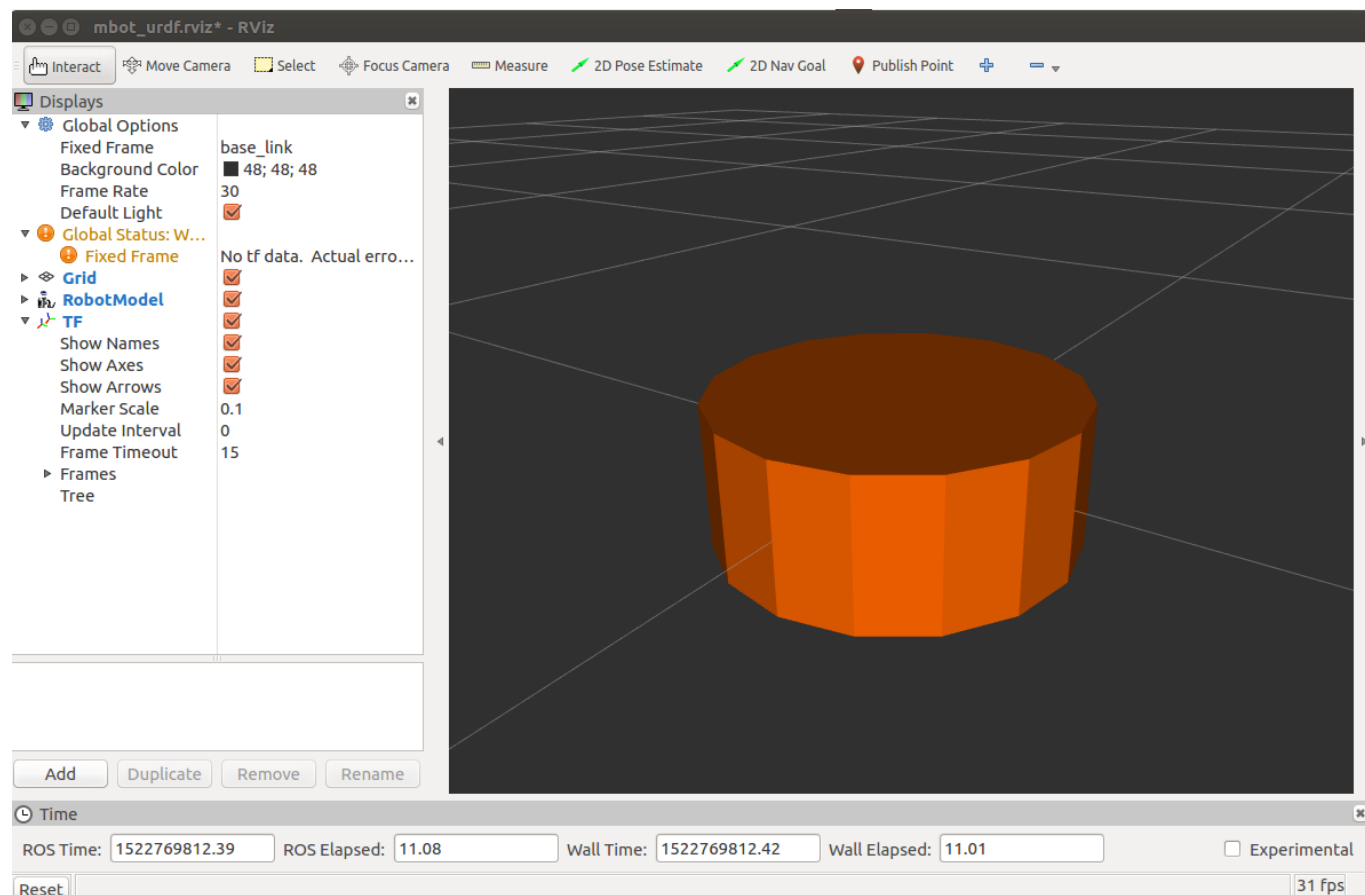 mbot_urdf.rviz* - RViz
Interact Move Camera Select Focus Camera Measure 2D Pose Estimate 2D Nav Goal Publish Point
Displays
Global Options
Fixed Frame base_link
Background Color 48; 48; 48
Frame Rate 30
Default Light
Global Status: W...
Fixed Frame No tf data. Actual erro...
Grid
RobotModel
TF
Show Names
Show Axes
Show Arrows
Marker Scale 0.1
Update Interval 0
Frame Timeout 15
Frames
Tree
Add Duplicate Remove Rename
Time
ROS Time: 1522769812.39 ROS Elapsed: 11.08 Wall Time: 1522769812.42 Wall Elapsed: 11.01 Experimental
Reset 31 fps